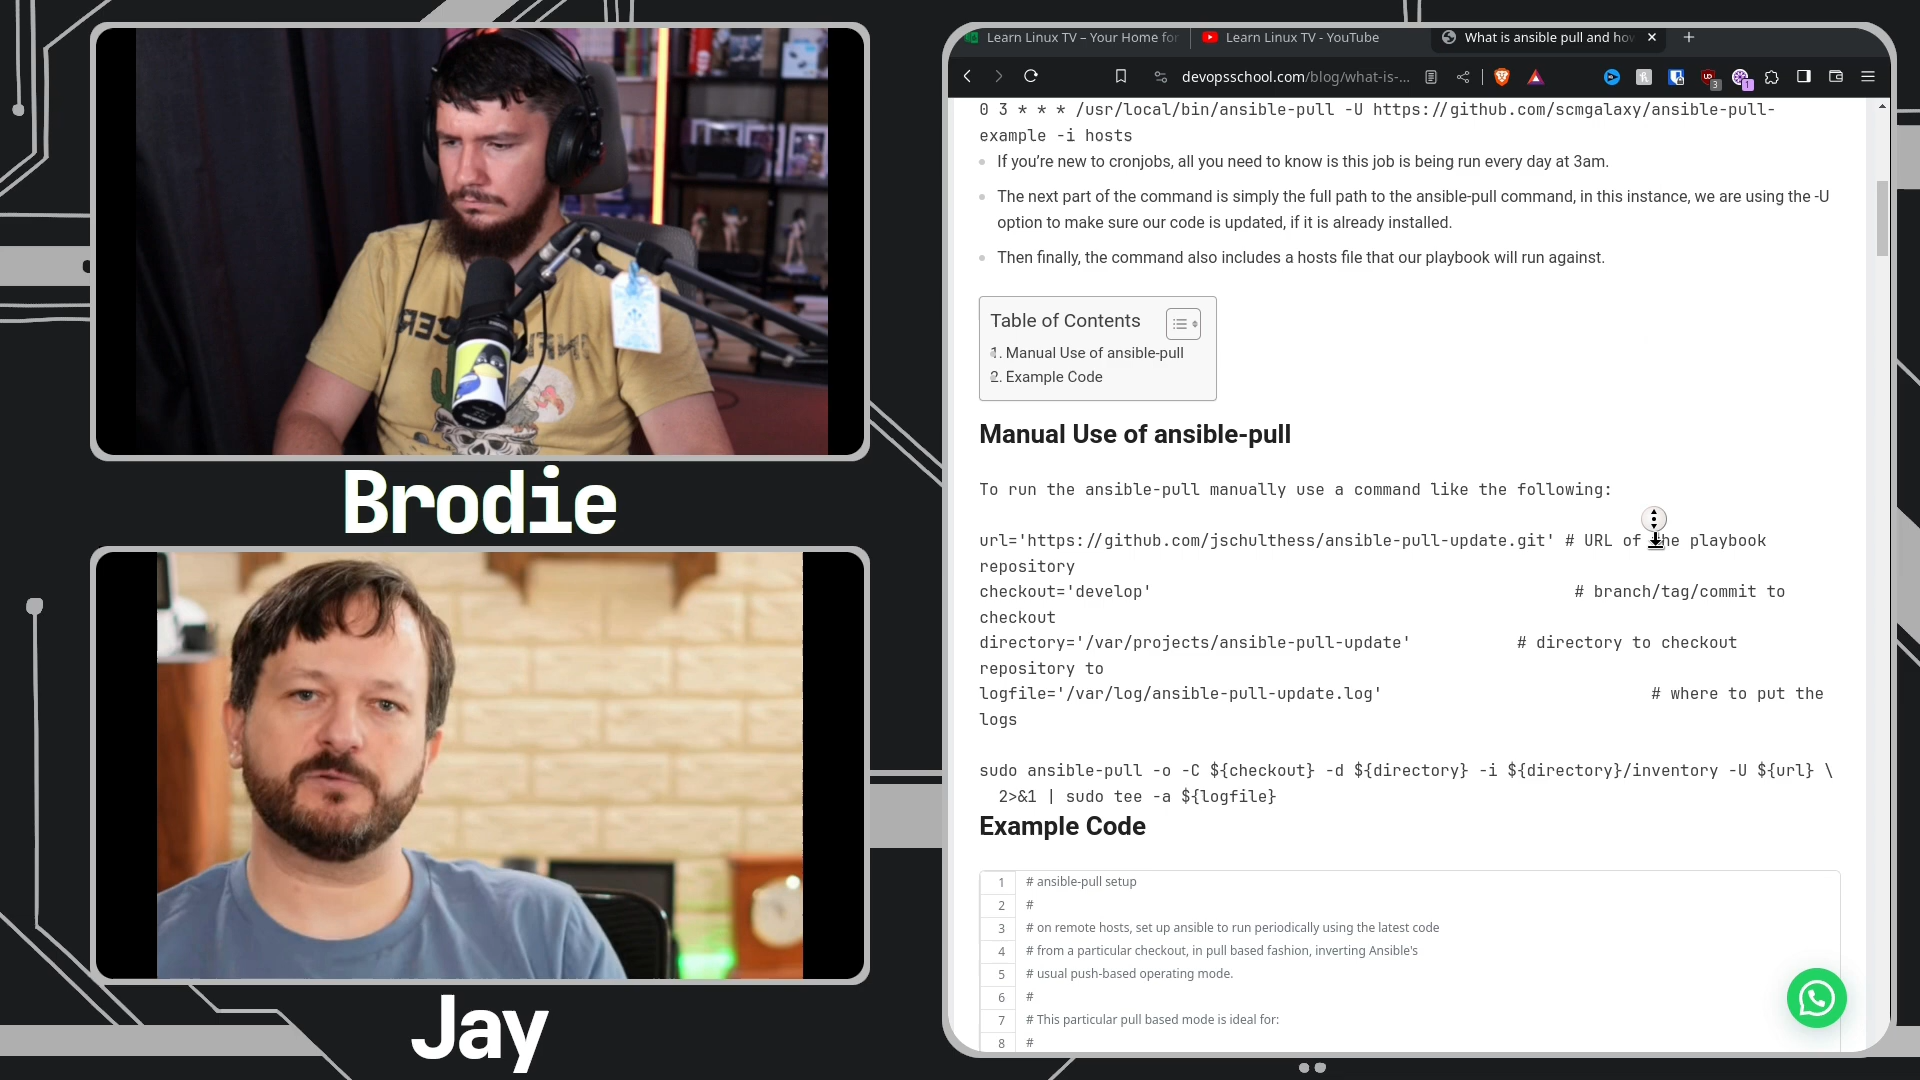 Brodie
Jay
Learn Linux TV – Your Home for
Learn Linux TV - YouTube
What is ansible pull and how
devopsschool.com/blog/what-is-...
3
1
0 3 * * * /usr/local/bin/ansible-pull -U https://github.com/scmgalaxy/ansible-pull-
example -i hosts
If you’re new to cronjobs, all you need to know is this job is being run every day at 3am.
The next part of the command is simply the full path to the ansible-pull command, in this instance, we are using the -U
option to make sure our code is updated, if it is already installed.
Then finally, the command also includes a hosts file that our playbook will run against.
Table of Contents
1. Manual Use of ansible-pull
2. Example Code
Manual Use of ansible-pull
To run the ansible-pull manually use a command like the following:
url='https://github.com/jschulthess/ansible-pull-update.git' # URL of the playbook
repository
checkout='develop' # branch/tag/commit to
checkout
directory='/var/projects/ansible-pull-update' # directory to checkout
repository to
logfile='/var/log/ansible-pull-update.log' # where to put the
logs
sudo ansible-pull -o -C ${checkout} -d ${directory} -i ${directory}/inventory -U ${url} \
2>&1 | sudo tee -a ${logfile}
Example Code
1 # ansible-pull setup
2 #
3 # on remote hosts, set up ansible to run periodically using the latest code
4 # from a particular checkout, in pull based fashion, inverting Ansible's
5 # usual push-based operating mode.
6 #
7 # This particular pull based mode is ideal for:
8 #